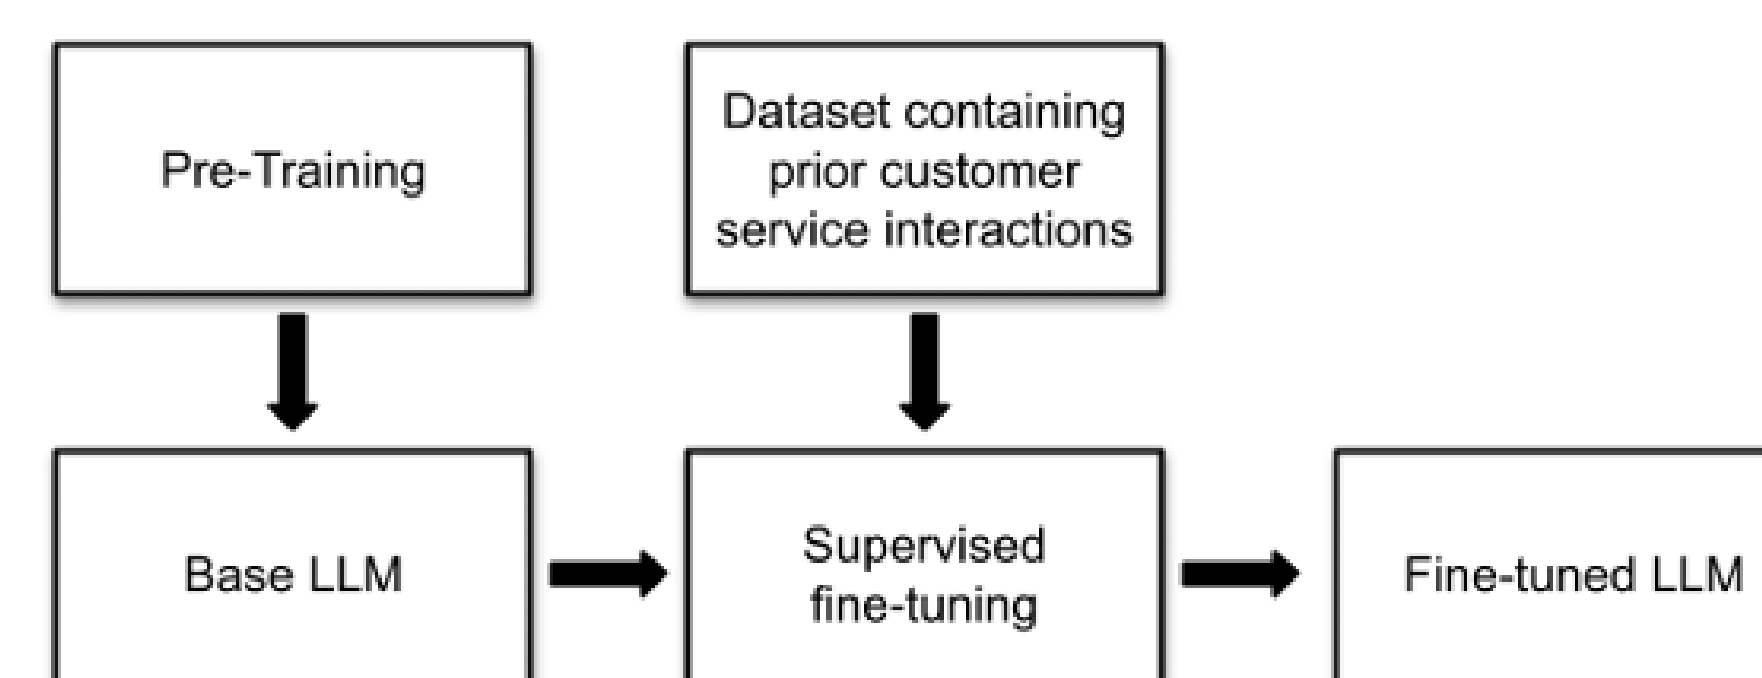 Pre-Training
Dataset containing
prior customer
service interactions
Base LLM
Supervised
fine-tuning
Fine-tuned LLM